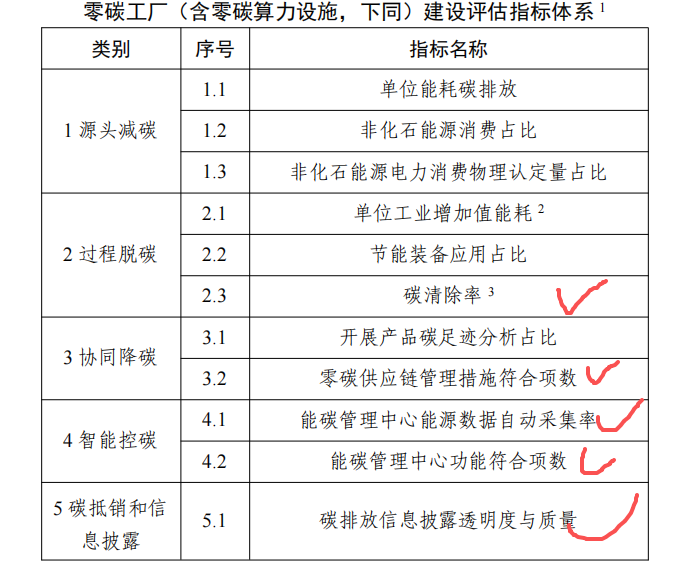 零碳工厂（含零碳算力设施，下同）建设评估指标体系1
类别 序号 指标名称
1 源头减碳
1.1 单位能耗碳排放
1.2 非化石能源消费占比
1.3 非化石能源电力消费物理认定量占比
2 过程脱碳
2.1 单位工业增加值能耗2
2.2 节能装备应用占比
2.3 碳清除率3
3 协同降碳
3.1 开展产品碳足迹分析占比
3.2 零碳供应链管理措施符合项数
4 智能控碳
4.1 能碳管理中心能源数据自动采集率
4.2 能碳管理中心功能符合项数
5 碳抵销和信
息披露
5.1 碳排放信息披露透明度与质量